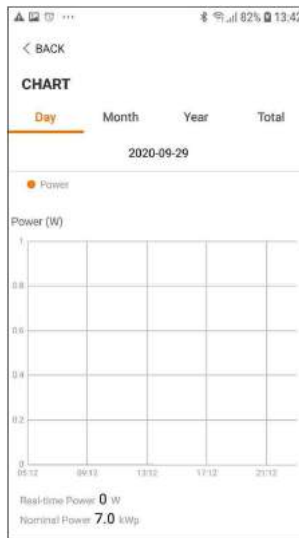 82% 13:42
< BACK
CHART
Day Month Year Total
2020-09-29
Power
Power (W)
1
0.8
0.6
0.4
0.2
0
05:12 09:12 13:12 17:12 21:12
Real-time Power 0 W
Nominal Power 7.0 kWp